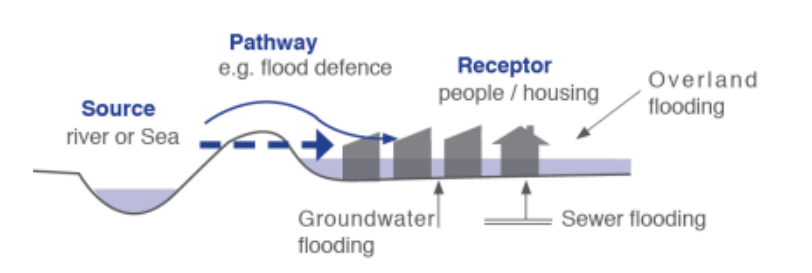 Pathway
e.g. flood defence
Receptor
people / housing
Overland
flooding
Source
river or Sea
Groundwater
flooding
Sewer flooding